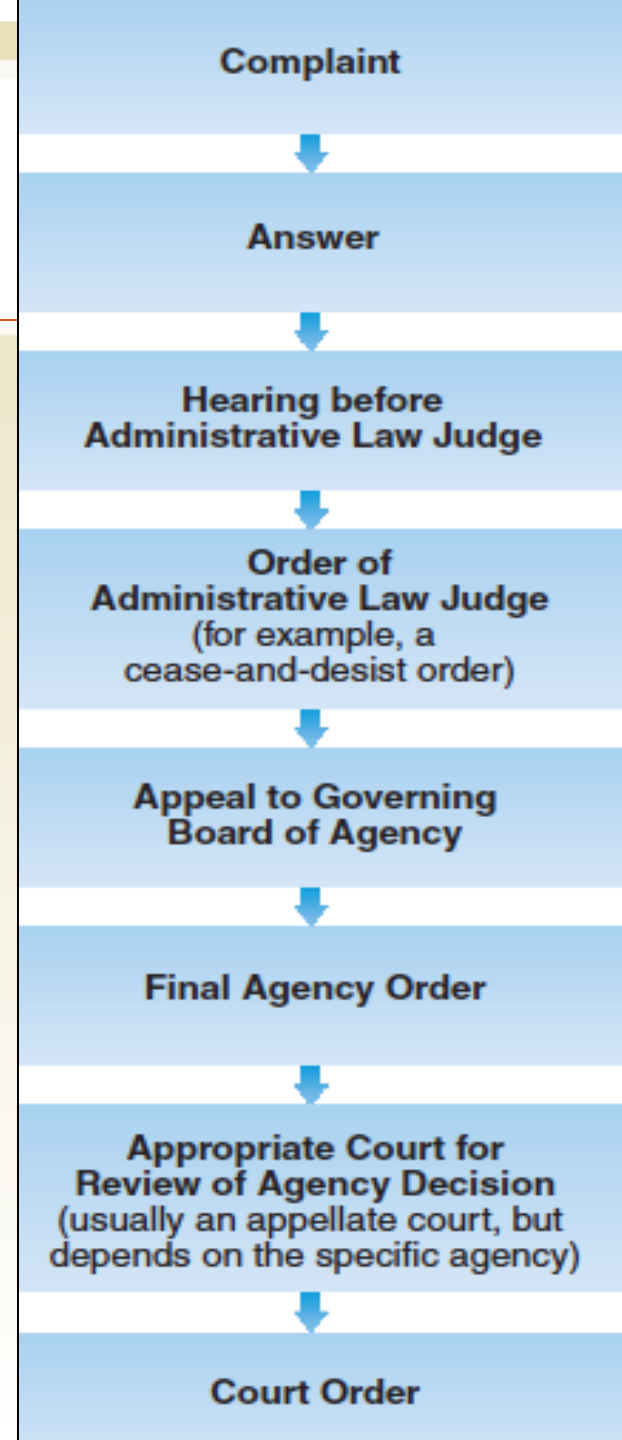 Complaint
Answer
Hearing before
Administrative Law Judge
Order of
Administrative Law Judge
(for example, a
cease-and-desist order)
Appeal to Governing
Board of Agency
Final Agency Order
Appropriate Court for
Review of Agency Decision
(usually an appellate court, but
depends on the specific agency)
Court Order